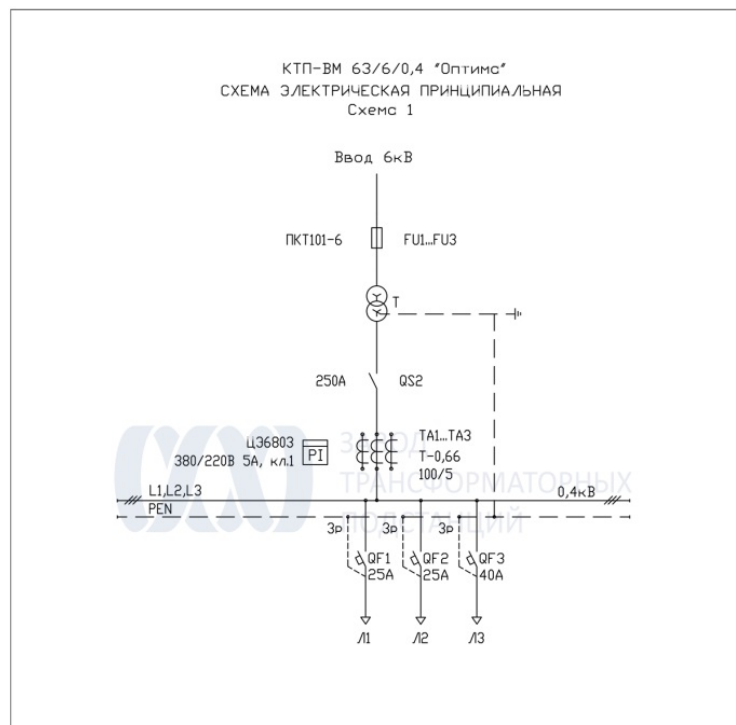 КТП-ВМ 63/6/0,4 "Оптима"
СХЕМА ЭЛЕКТРИЧЕСКАЯ ПРИНЦИПИАЛЬНАЯ
Схема 1
Ввод 6кВ
ПКТ101-6 FU1...FU3
T
250А QS2
ЦЭ6803
380/220В 5А, кл.1
PI
TA1...TA3
Т-0,66
100/5
ЗАВОД
ТРАНСФОРМАТОРНЫХ
ПОДСТАНЦИЙ
L1,L2,L3 0,4кВ
PEN
3р 3р 3р
QF1 QF2 QF3
25А 25А 40А
Л1 Л2 Л3